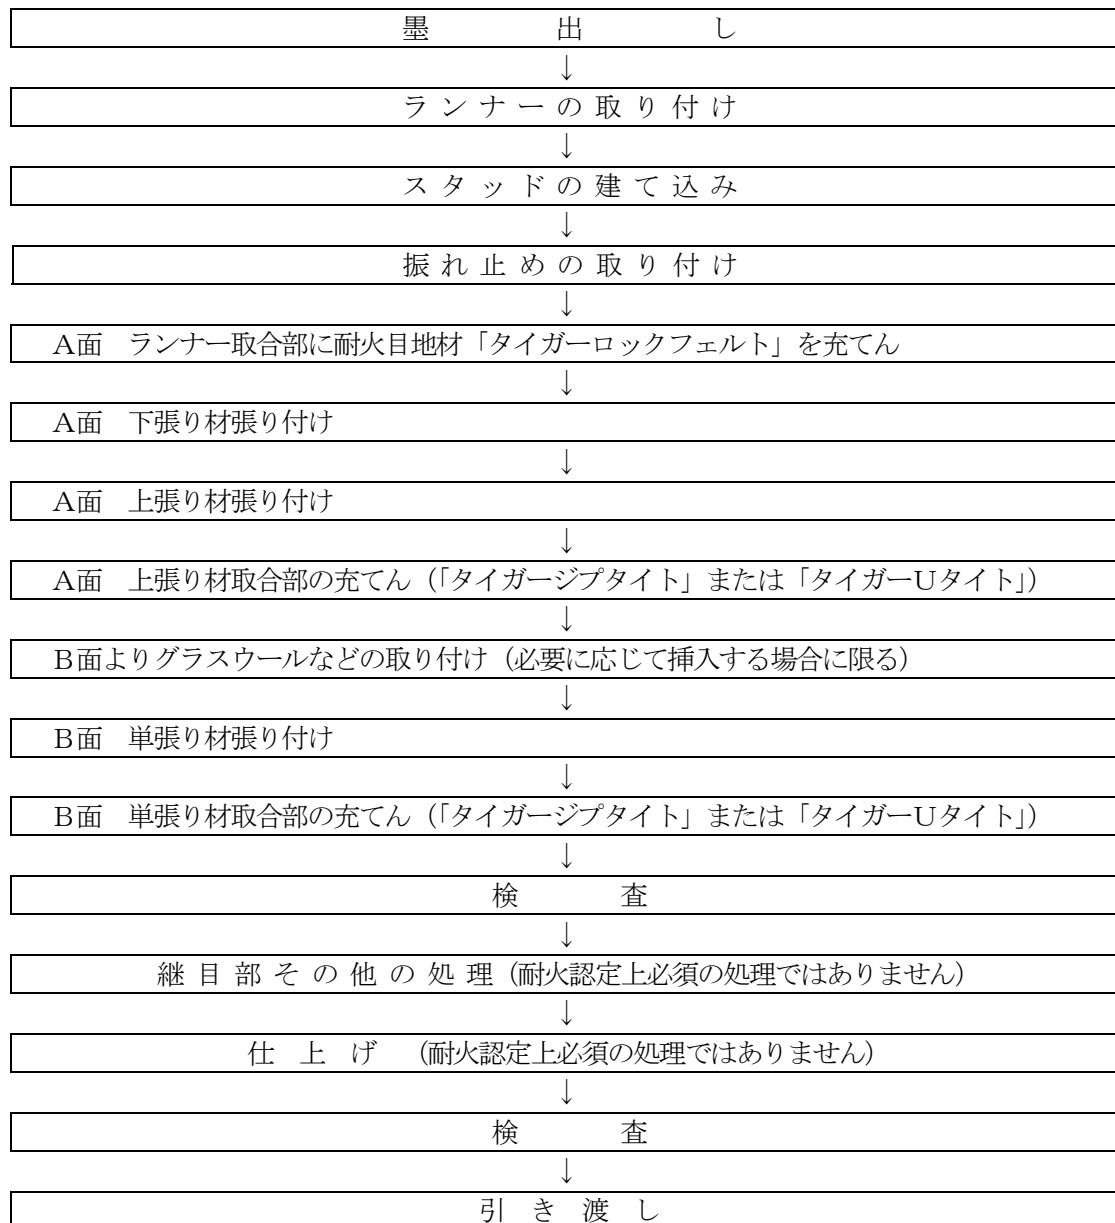 墨出し
↓
ランナーの取り付け
↓
スタッドの建て込み
↓
振れ止めの取り付け
↓
A面　ランナー取合部に耐火目地材「タイガーロックフェルト」を充てん
↓
A面　下張り材張り付け
↓
A面　上張り材張り付け
↓
A面　上張り材取合部の充てん（「タイガージプタイト」または「タイガーUタイト」）
↓
B面よりグラスウールなどの取り付け（必要に応じて挿入する場合に限る）
↓
B面　単張り材張り付け
↓
B面　単張り材取合部の充てん（「タイガージプタイト」または「タイガーUタイト」）
↓
検査
↓
継目部その他の処理（耐火認定上必須の処理ではありません）
↓
仕上げ　（耐火認定上必須の処理ではありません）
↓
検査
↓
引き渡し